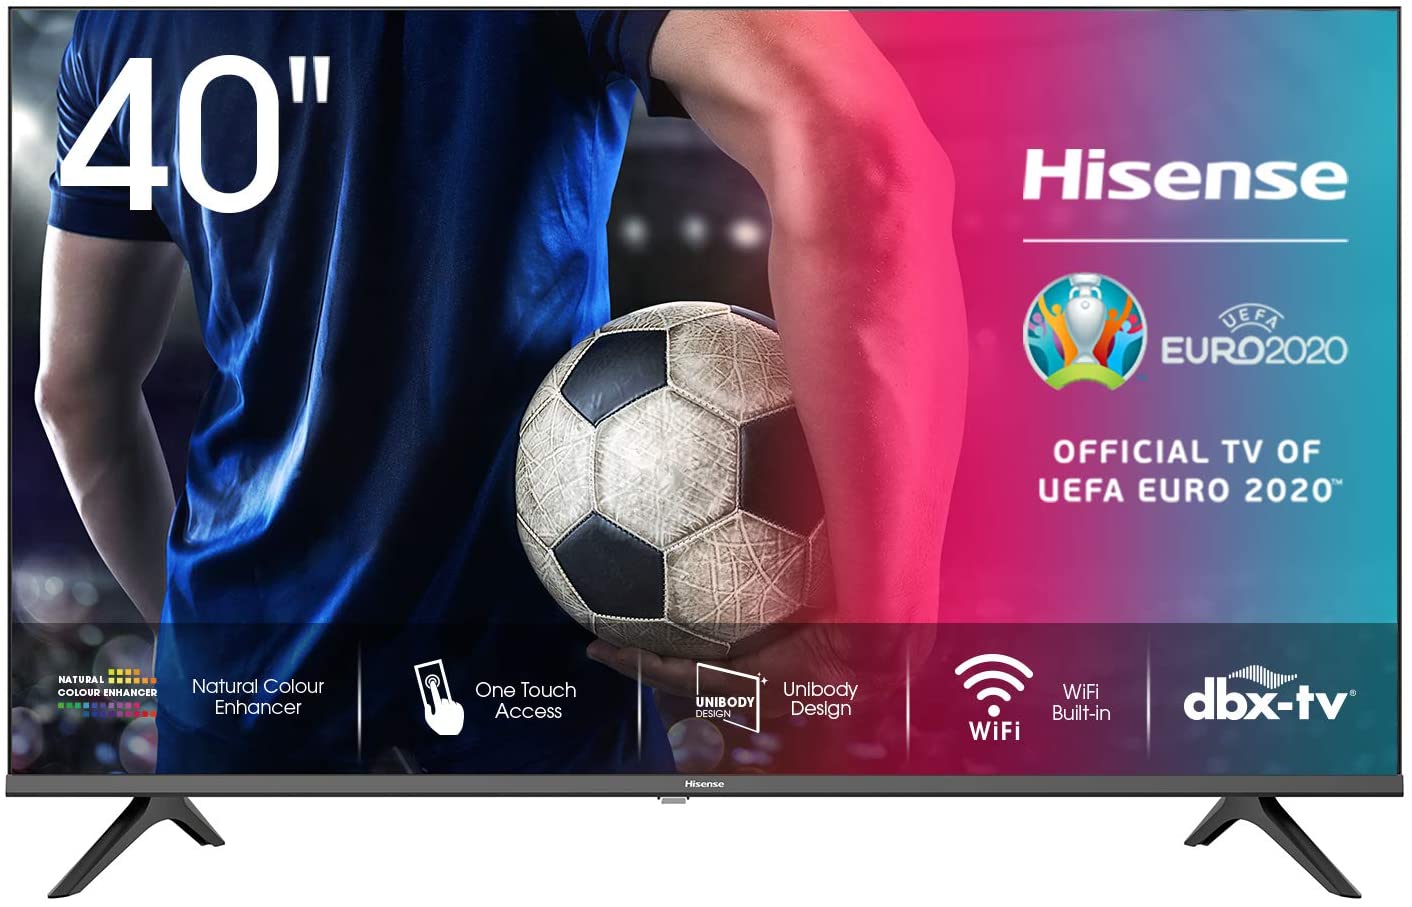 40"
Hisense
UEFA
EURO2020
OFFICIAL TV OF
UEFA EURO 2020™
NATURAL
COLOUR ENHANCER
Natural Colour
Enhancer
One Touch
Access
UNIBODY
DESIGN
Unibody
Design
WiFi
WiFi
Built-in
dbx-tv®
Hisense